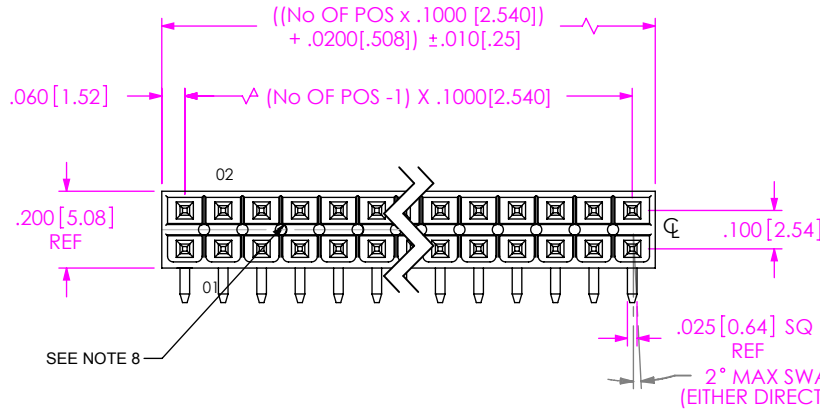 ((No OF POS x .1000 [2.540])
+ .0200[.508]) ±.010[.25]
.060 [1.52]
(No OF POS -1) X .1000[2.540]
02
.200 [5.08]
REF
℄
.100 [2.54]
01
.025 [0.64] SQ
REF
SEE NOTE 8
2° MAX
(EITHER